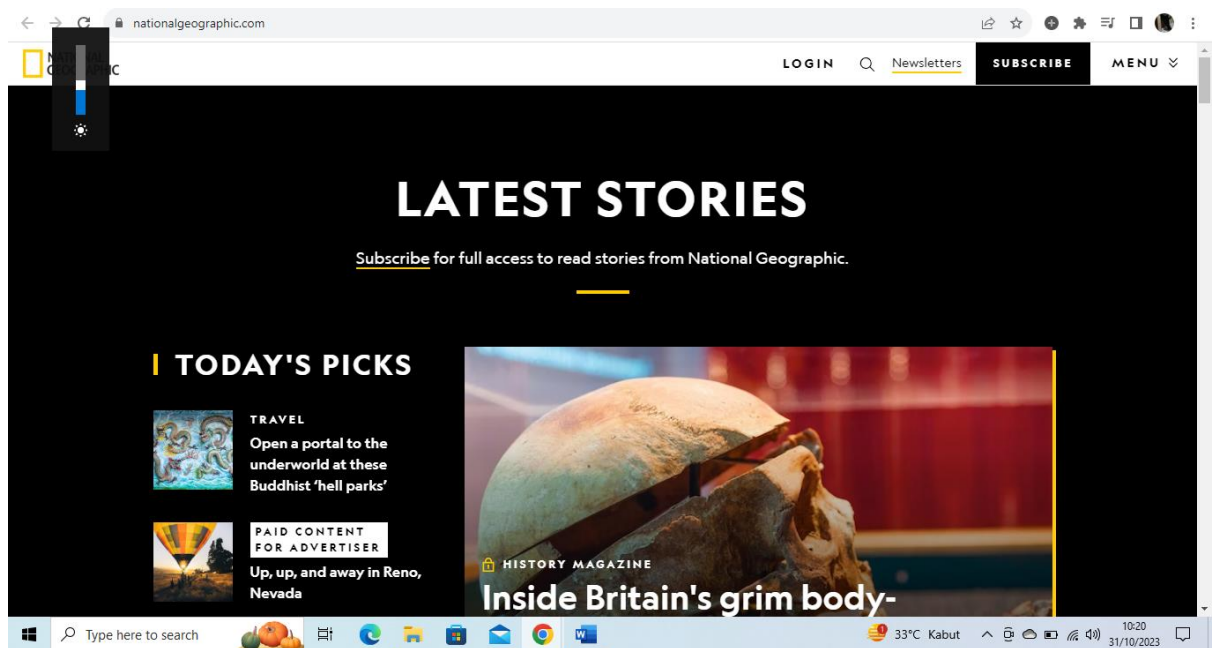 nationalgeographic.com
NATIONAL
GEOGRAPHIC
LOGIN
Newsletters
SUBSCRIBE
MENU
LATEST STORIES
Subscribe for full access to read stories from National Geographic.
TODAY'S PICKS
TRAVEL
Open a portal to the
underworld at these
Buddhist ‘hell parks’
PAID CONTENT
FOR ADVERTISER
Up, up, and away in Reno,
Nevada
HISTORY MAGAZINE
Inside Britain's grim body-
Type here to search
33°C Kabut
10:20
31/10/2023